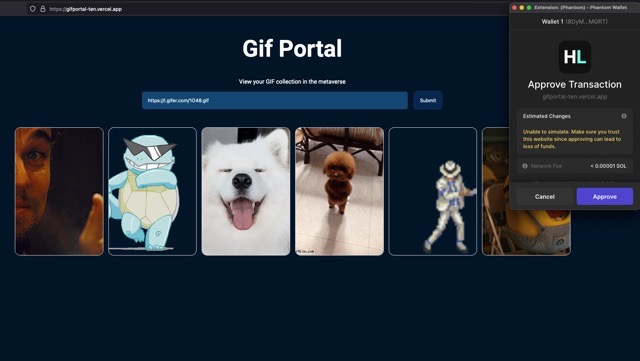 https://gifportal-ten.vercel.app
Extension: (Phantom) - Phantom Wallet
Wallet 1 (8DyM...MGRT)
Gif Portal
HL
View your GIF collection in the metaverse
Approve Transaction
gifportal-ten.vercel.app
https://i.gifer.com/1O48.gif
Submit
Estimated Changes
Unable to simulate. Make sure you trust
this website since approving can lead to
loss of funds.
Network Fee
< 0.00001 SOL
Cancel
Approve